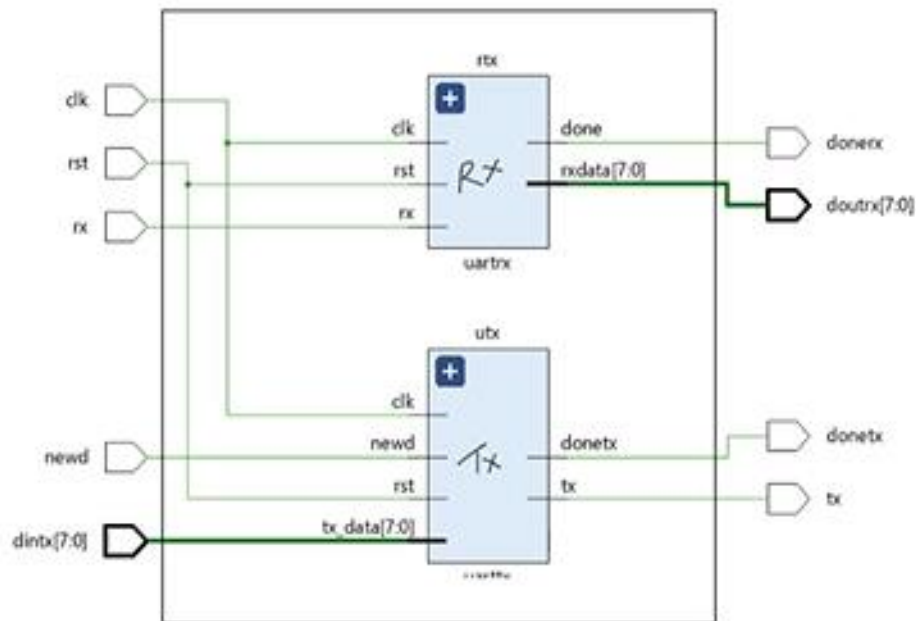 rtx
clk
clk
done
donerx
rst
rst
rxdata[7:0]
Rx
rx
rx
doutrx[7:0]
uartrx
utx
clk
newd
newd
donetx
donetx
Tx
rst
tx
tx
dintx[7:0]
tx_data[7:0]